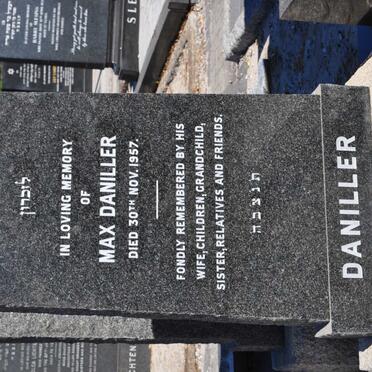 לזכרון
IN LOVING MEMORY
OF
MAX DANILLER
DIED 30TH NOV. 1957.
FONDLY REMEMBERED BY HIS
WIFE, CHILDREN, GRANDCHILD,
SISTER, RELATIVES AND FRIENDS.
ת נ צ ב ה
DANILLER